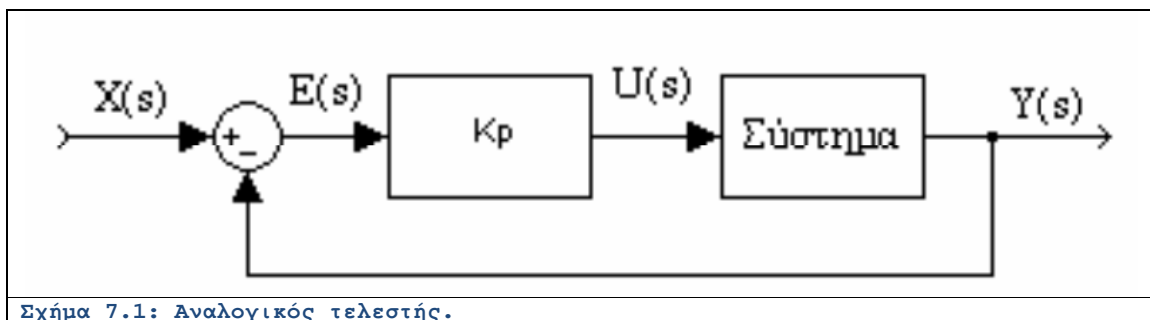 X(s)
E(s)
U(s)
Y(s)
+
−
Kp
Σύστημα
Σχήμα 7.1: Αναλογικός τελεστής.